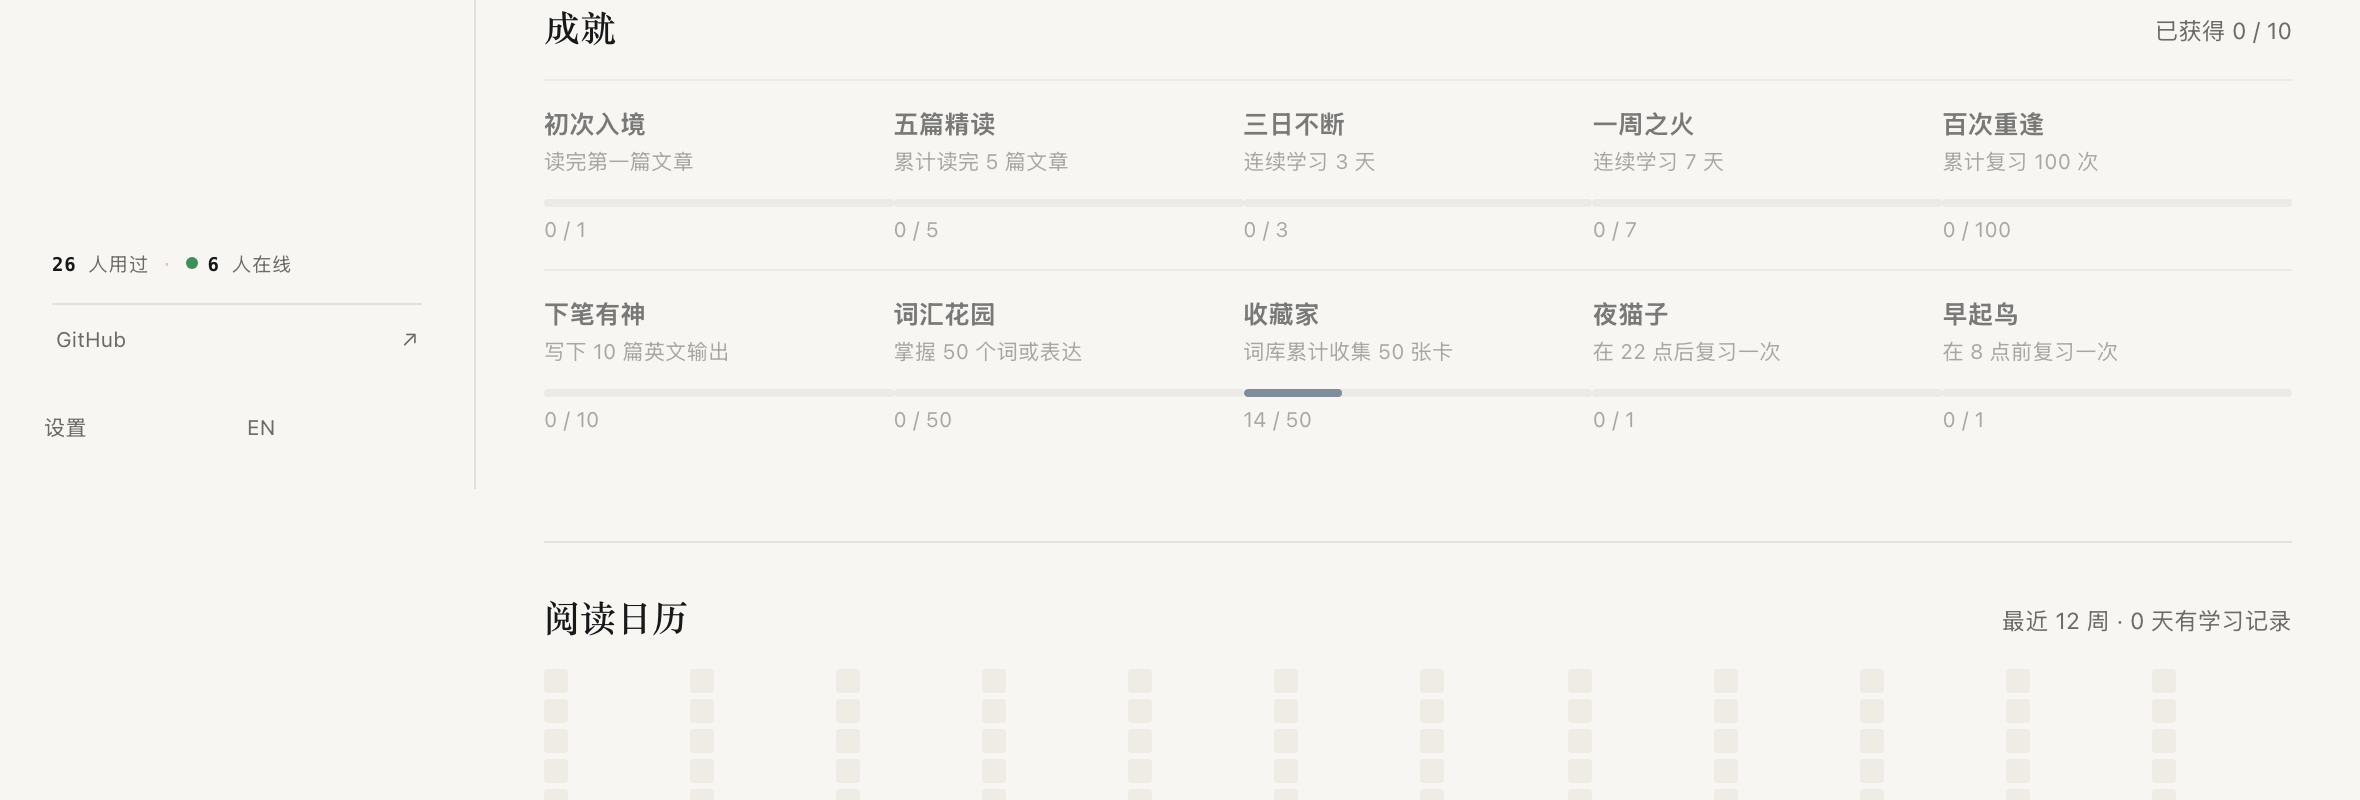 成就
已获得 0 / 10
初次入境
读完第一篇文章
0 / 1
五篇精读
累计读完 5 篇文章
0 / 5
三日不断
连续学习 3 天
0 / 3
一周之火
连续学习 7 天
0 / 7
百次重逢
累计复习 100 次
0 / 100
下笔有神
写下 10 篇英文输出
0 / 10
词汇花园
掌握 50 个词或表达
0 / 50
收藏家
词库累计收集 50 张卡
14 / 50
夜猫子
在 22 点后复习一次
0 / 1
早起鸟
在 8 点前复习一次
0 / 1
26 人用过 · 6 人在线
GitHub ↗
设置
EN
阅读日历
最近 12 周 · 0 天有学习记录